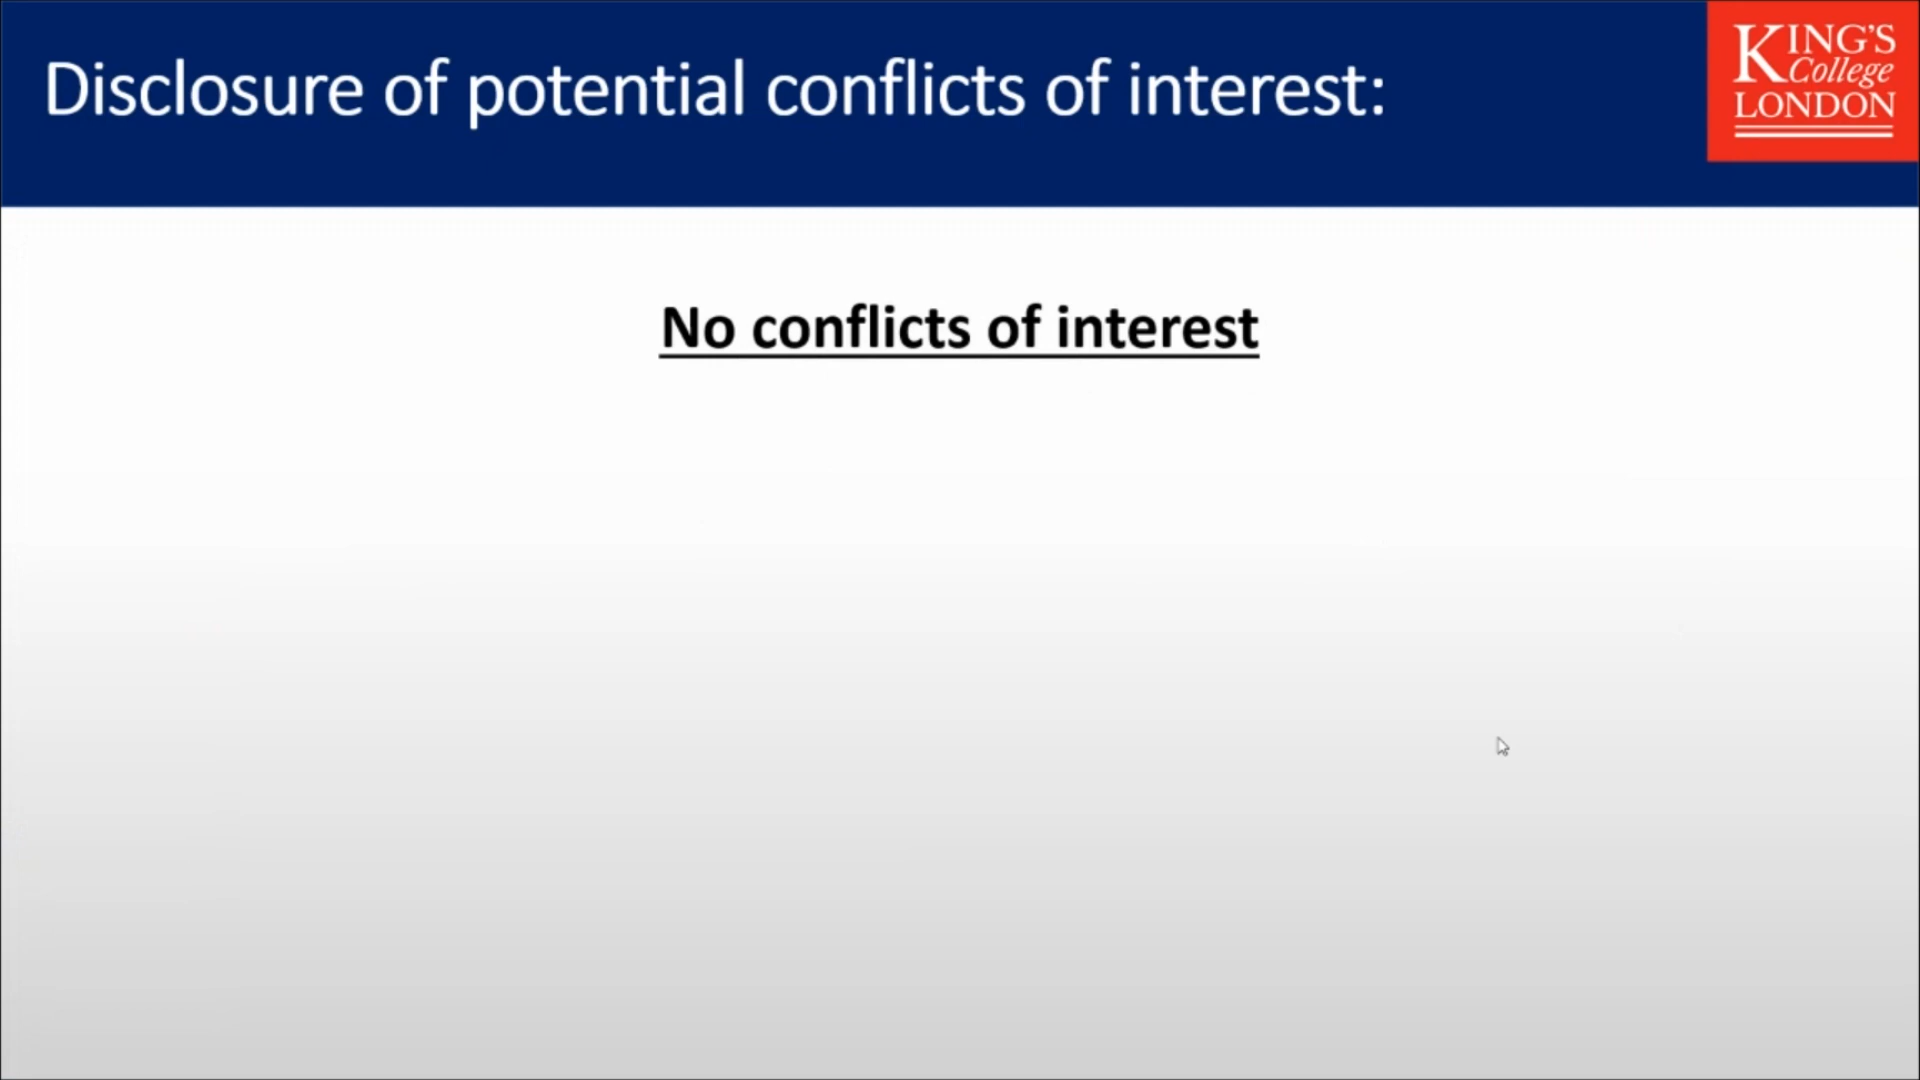 Disclosure of potential conflicts of interest:
KING'S
College
LONDON
No conflicts of interest